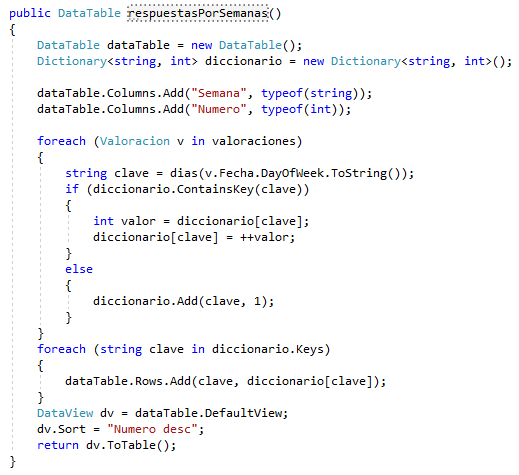 public DataTable respuestasPorSemanas()
{
    DataTable dataTable = new DataTable();
    Dictionary<string, int> diccionario = new Dictionary<string, int>();

    dataTable.Columns.Add("Semana", typeof(string));
    dataTable.Columns.Add("Numero", typeof(int));

    foreach (Valoracion v in valoraciones)
    {
        string clave = dias(v.Fecha.DayOfWeek.ToString());
        if (diccionario.ContainsKey(clave))
        {
            int valor = diccionario[clave];
            diccionario[clave] = ++valor;
        }
        else
        {
            diccionario.Add(clave, 1);
        }
    }
    foreach (string clave in diccionario.Keys)
    {
        dataTable.Rows.Add(clave, diccionario[clave]);
    }
    DataView dv = dataTable.DefaultView;
    dv.Sort = "Numero desc";
    return dv.ToTable();
}